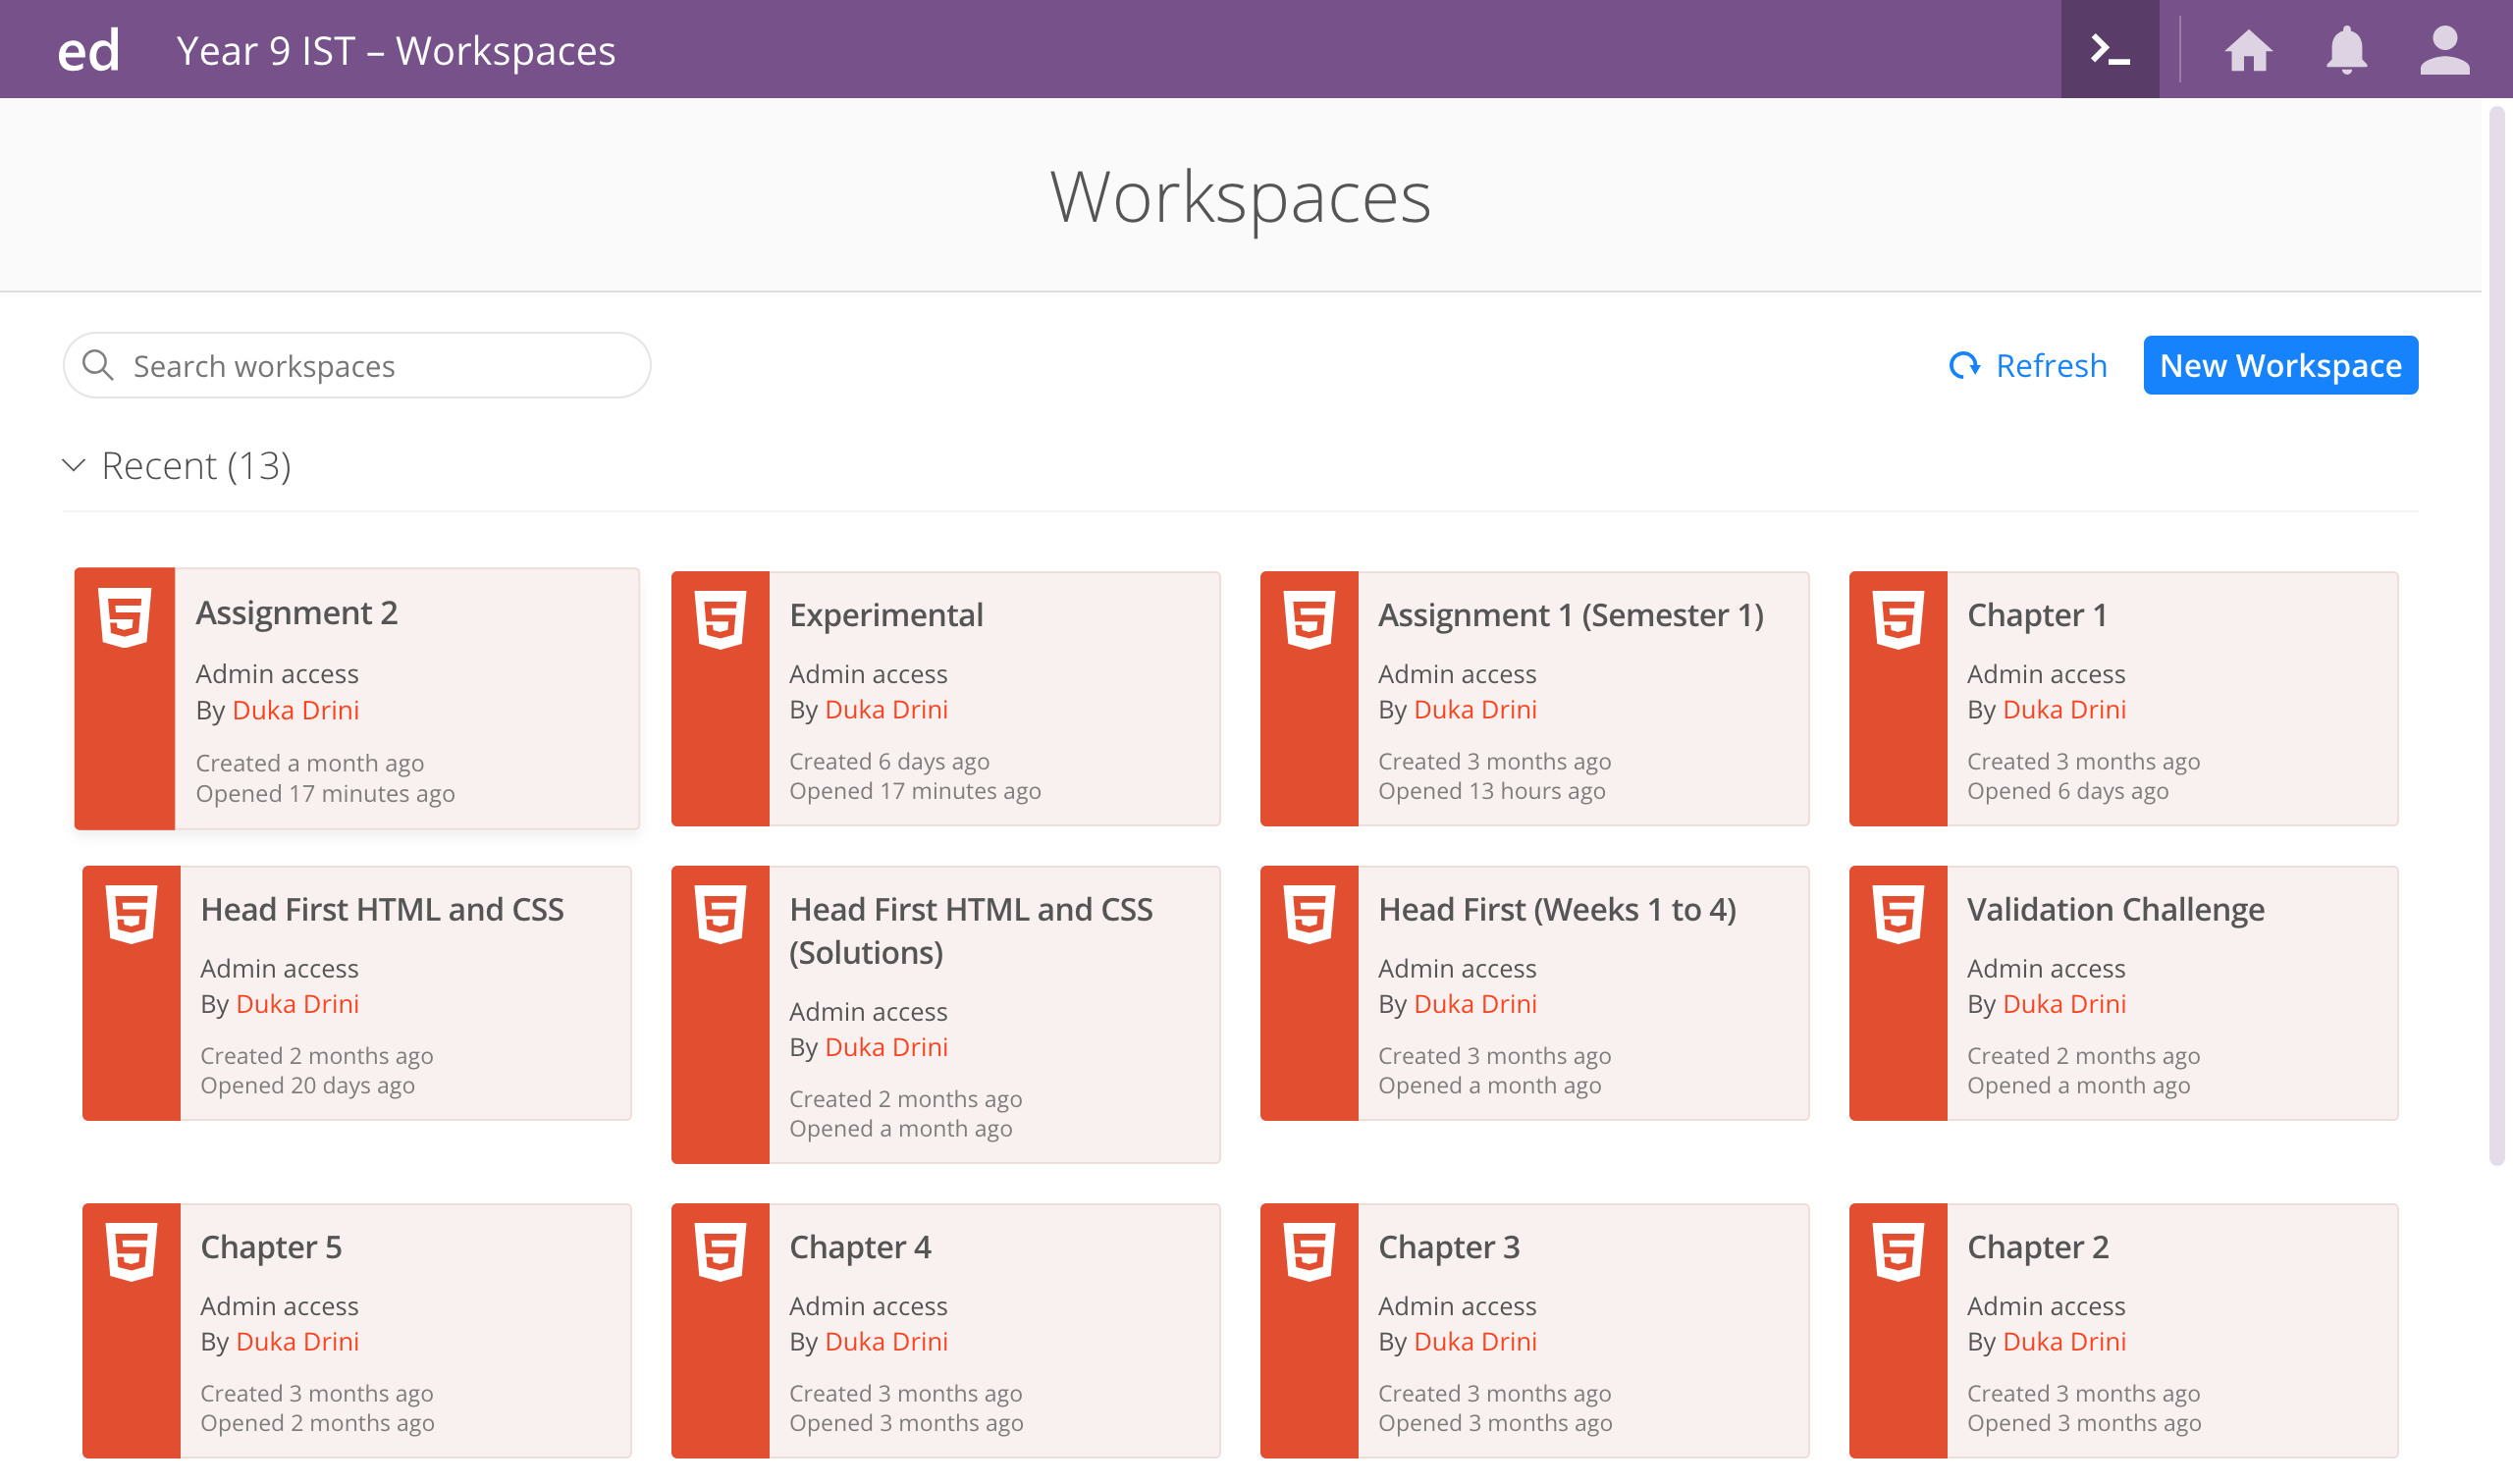 ed
Year 9 IST – Workspaces
Workspaces
Search workspaces
Refresh
New Workspace
Recent (13)
Assignment 2
Admin access
By Duka Drini
Created a month ago
Opened 17 minutes ago
Experimental
Admin access
By Duka Drini
Created 6 days ago
Opened 17 minutes ago
Assignment 1 (Semester 1)
Admin access
By Duka Drini
Created 3 months ago
Opened 13 hours ago
Chapter 1
Admin access
By Duka Drini
Created 3 months ago
Opened 6 days ago
Head First HTML and CSS
Admin access
By Duka Drini
Created 2 months ago
Opened 20 days ago
Head First HTML and CSS
(Solutions)
Admin access
By Duka Drini
Created 2 months ago
Opened a month ago
Head First (Weeks 1 to 4)
Admin access
By Duka Drini
Created 3 months ago
Opened a month ago
Validation Challenge
Admin access
By Duka Drini
Created 2 months ago
Opened a month ago
Chapter 5
Admin access
By Duka Drini
Created 3 months ago
Opened 2 months ago
Chapter 4
Admin access
By Duka Drini
Created 3 months ago
Opened 3 months ago
Chapter 3
Admin access
By Duka Drini
Created 3 months ago
Opened 3 months ago
Chapter 2
Admin access
By Duka Drini
Created 3 months ago
Opened 3 months ago